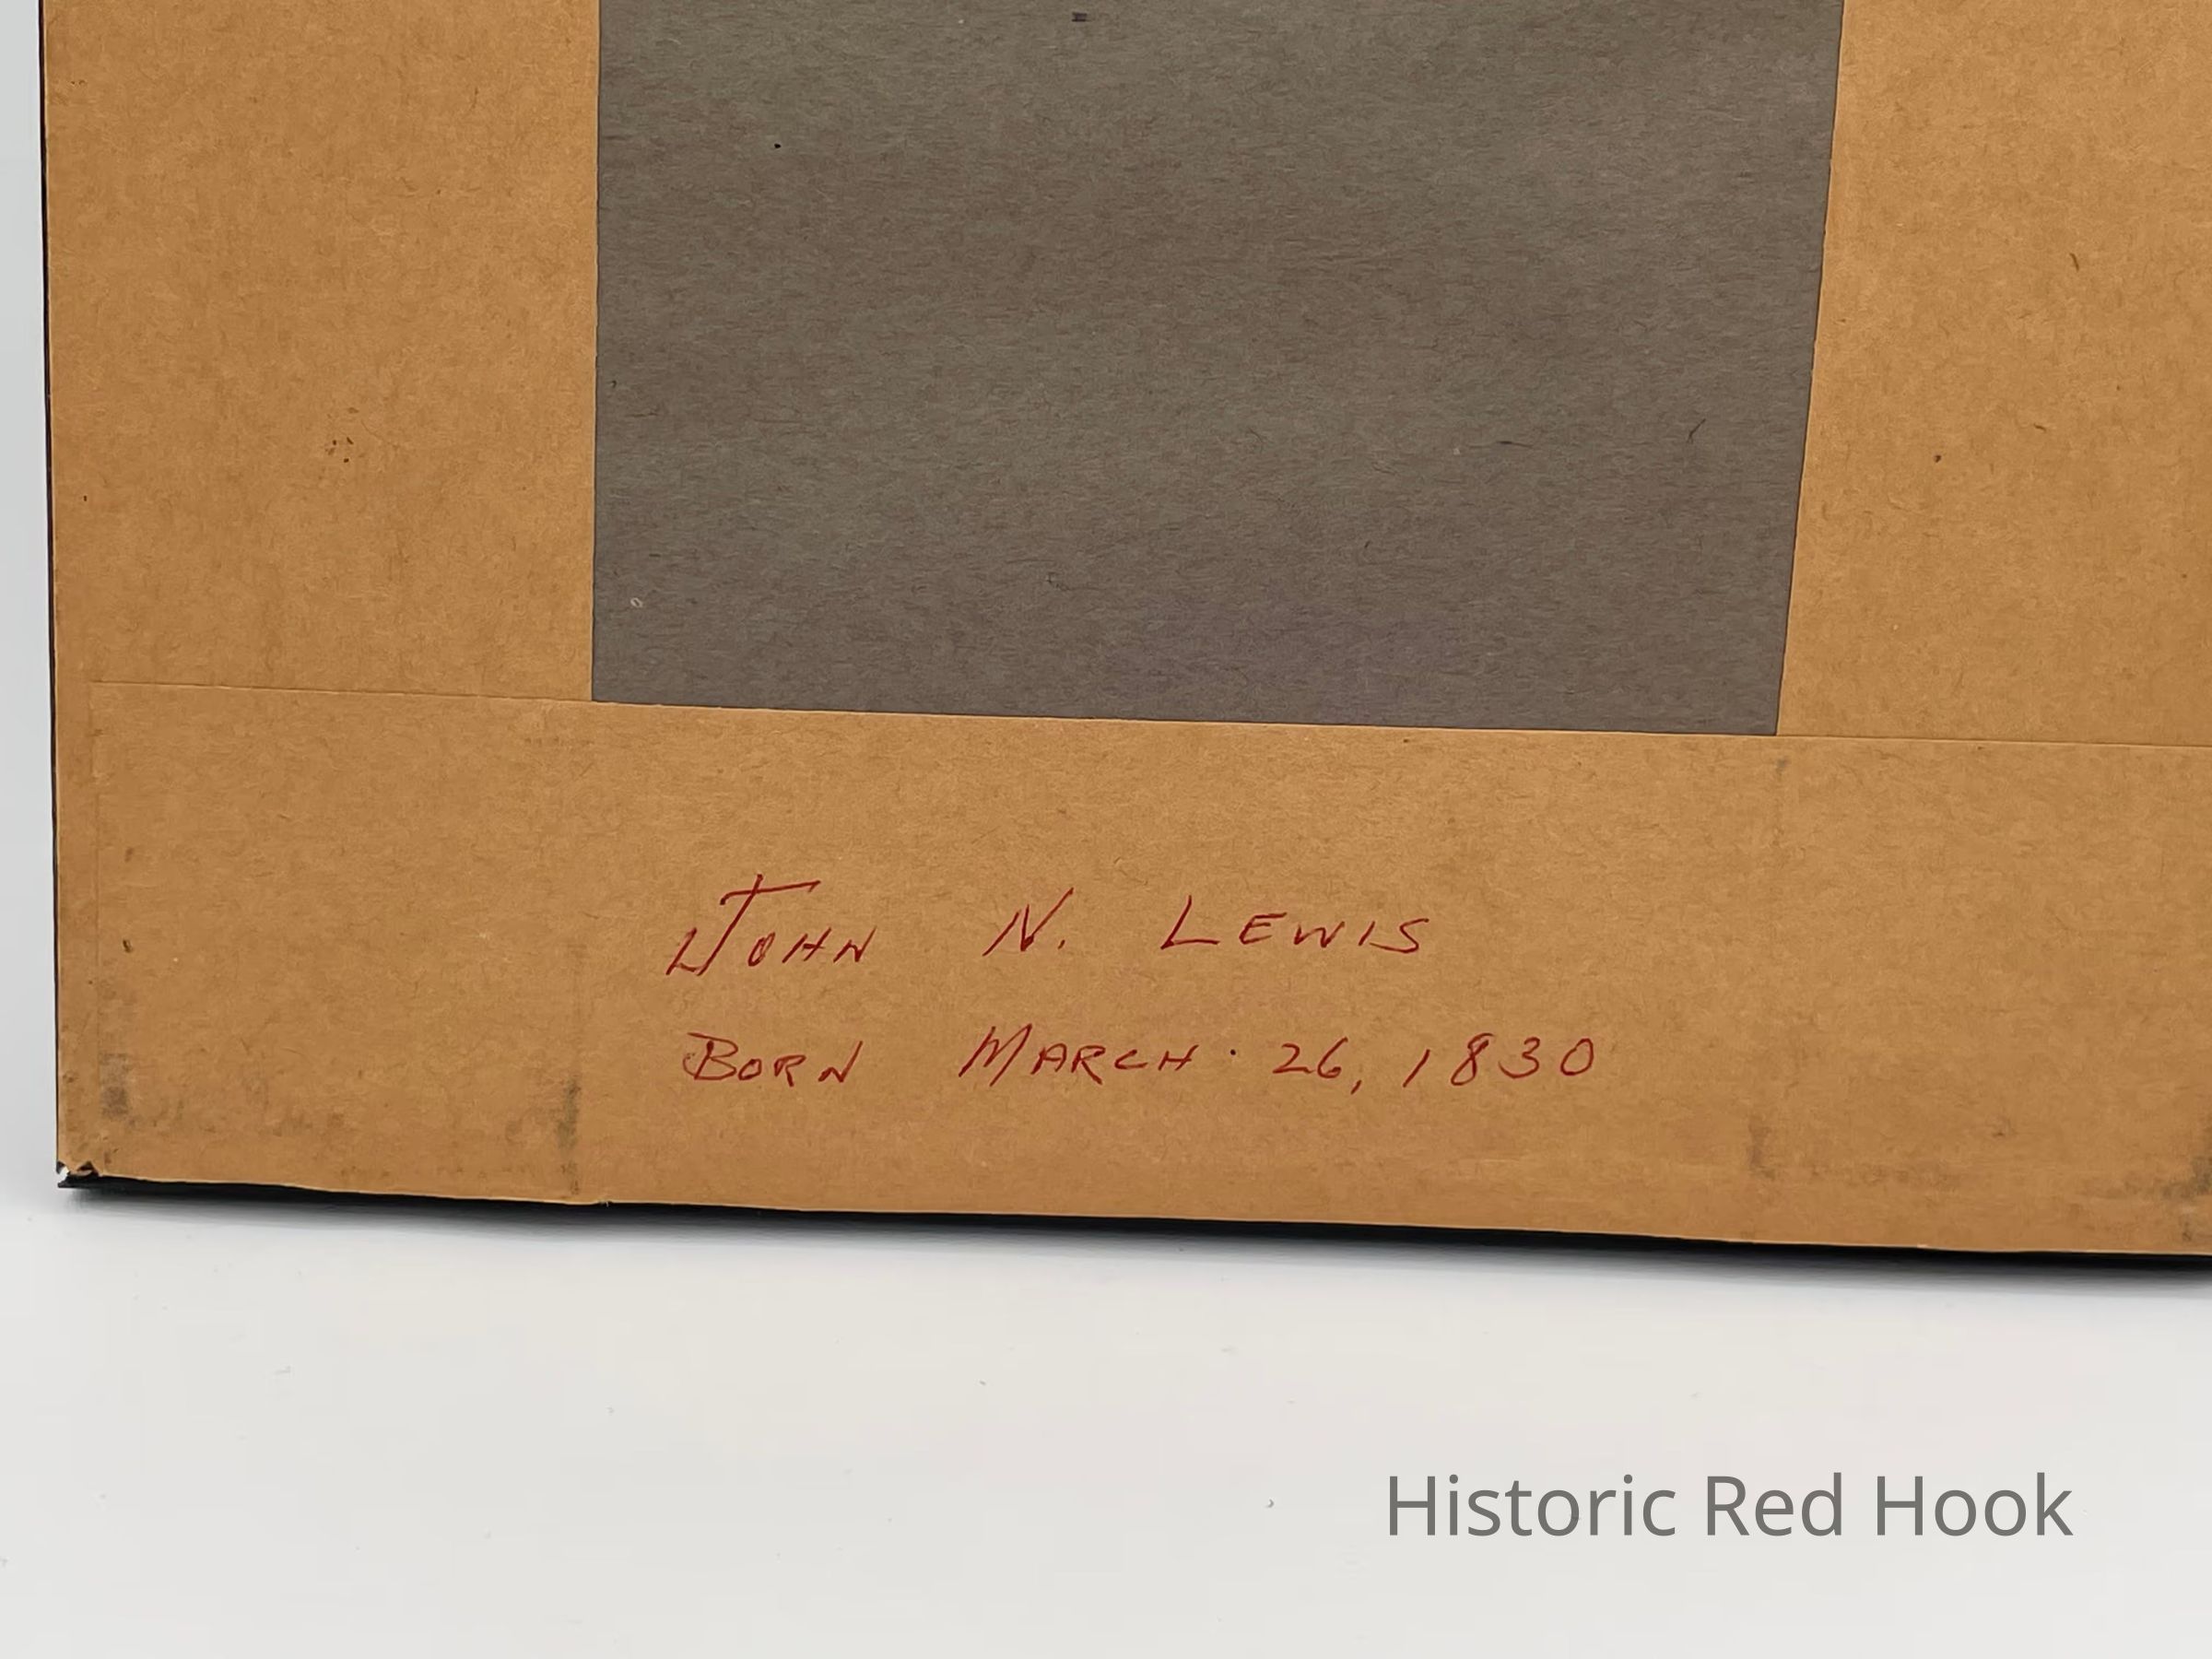 JOHN N. LEWIS
BORN MARCH. 26, 1830
Historic Red Hook